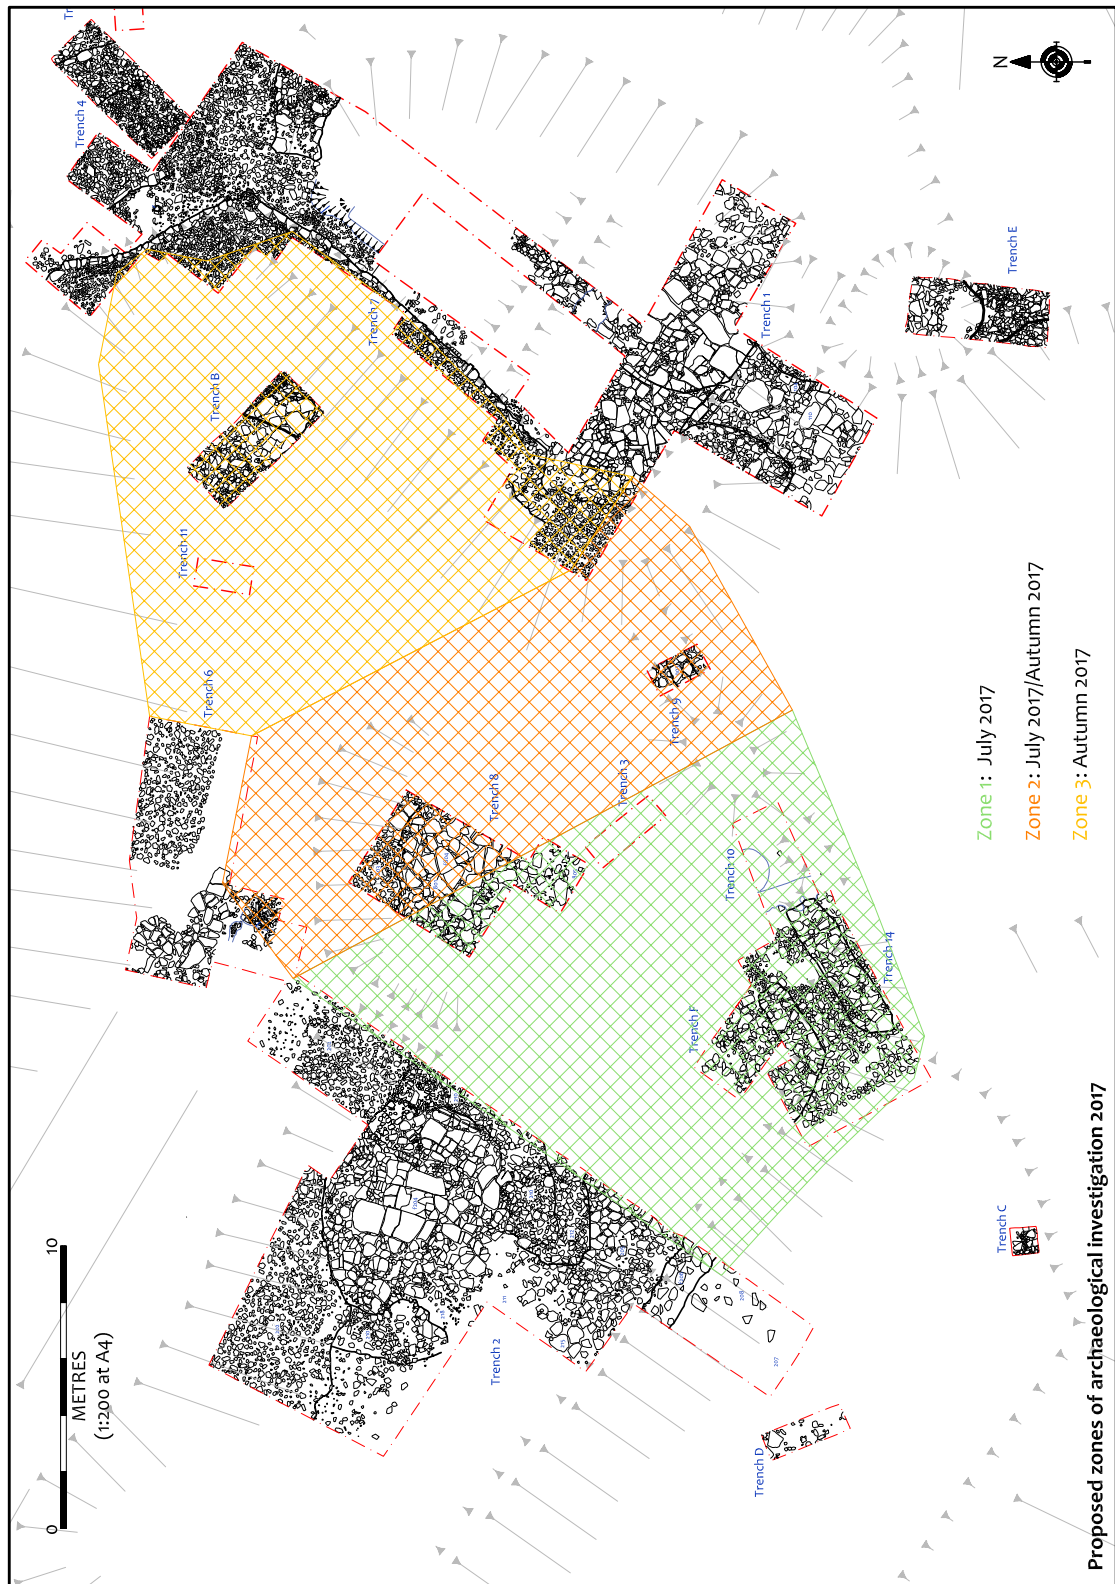 Tr
Trench 4
Trench 7
Trench B
Trench 11
Trench 6
Trench 1
Trench E
Trench 9
Trench 3
Trench 8
Trench 10
Trench 14
Trench F
Trench 2
Trench C
Trench D
207
N
0
10
METRES
(1:200 at A4)
Zone 1: July 2017
Zone 2: July 2017/Autumn 2017
Zone 3: Autumn 2017
Proposed zones of archaeological investigation 2017